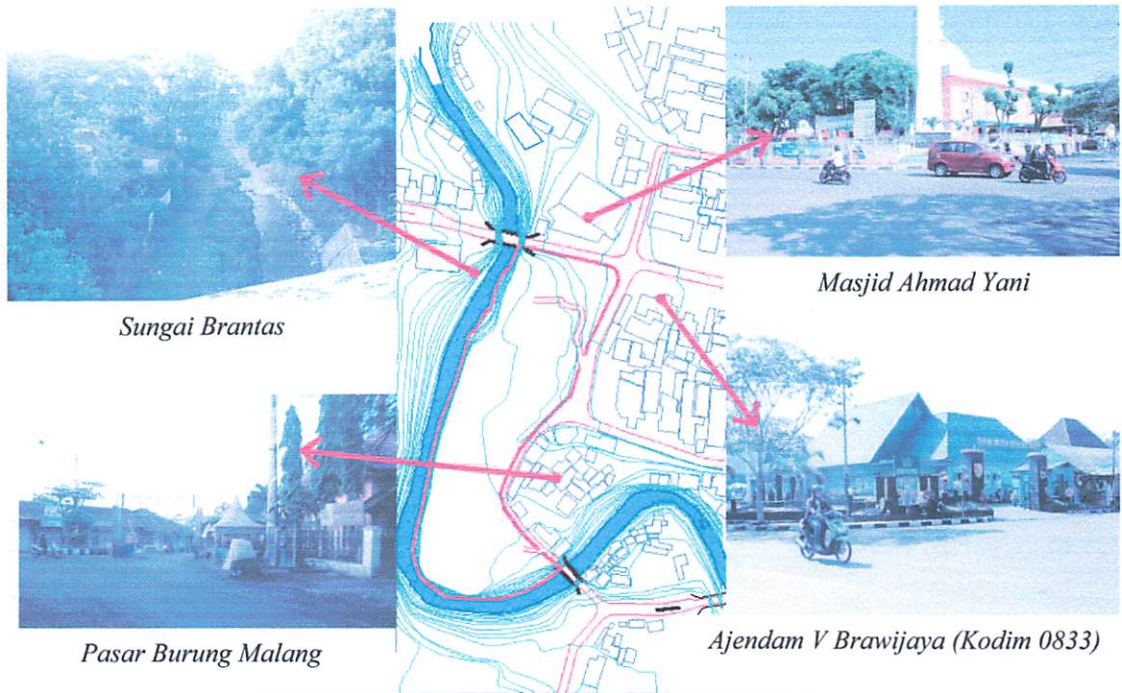 Masjid Ahmad Yani
Sungai Brantas
Ajendam V Brawijaya (Kodim 0833)
Pasar Burung Malang